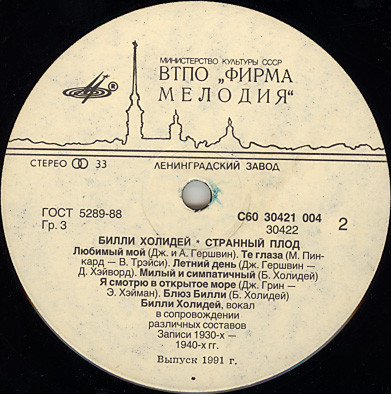 МИНИСТЕРСТВО КУЛЬТУРЫ СССР
ВТПО „ФИРМА
МЕЛОДИЯ“
®
СТЕРЕО 33
ЛЕНИНГРАДСКИЙ ЗАВОД
ГОСТ 5289-88
Гр. 3
С60 30421 004
30422
2
БИЛЛИ ХОЛИДЕЙ • СТРАННЫЙ ПЛОД
Любимый мой (Дж. и А. Гершвин). Те глаза (М. Пин-
кард — В. Трэйси). Летний день (Дж. Гершвин —
Д. Хэйворд). Милый и симпатичный (Б. Холидей)
Я смотрю в открытое море (Дж. Грин —
Э. Хэйман). Блюз Билли (Б. Холидей)
Билли Холидей, вокал
в сопровождении
различных составов
Записи 1930-х —
1940-х гг.
Выпуск 1991 г.